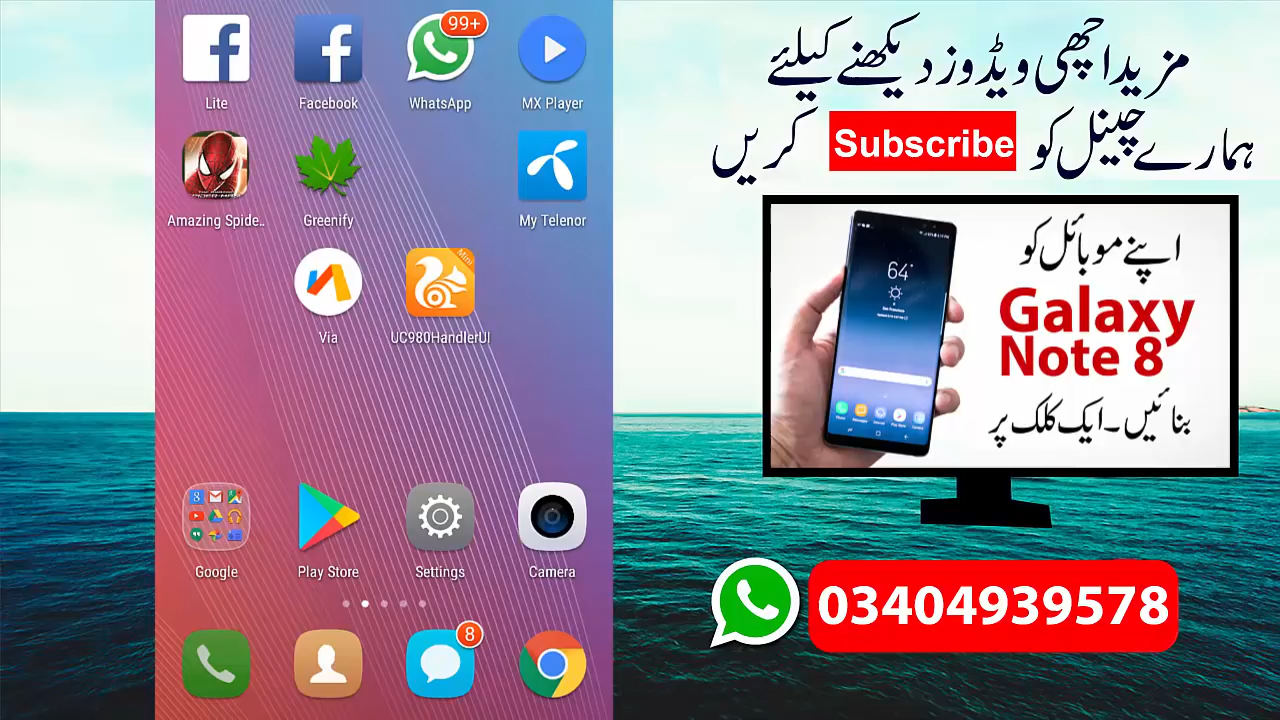 99+
Lite
Facebook
WhatsApp
MX Player
Amazing Spide..
Greenify
My Telenor
Mini
Via
UC980HandlerUI
Google
Play Store
Settings
Camera
8
مزید اچھی ویڈوز دیکھنے کیلئے
ہمارے چینل کو Subscribe کریں
64°
اپنے موبائل کو
Galaxy
Note 8
بنائیں۔ ایک کلک پر
03404939578